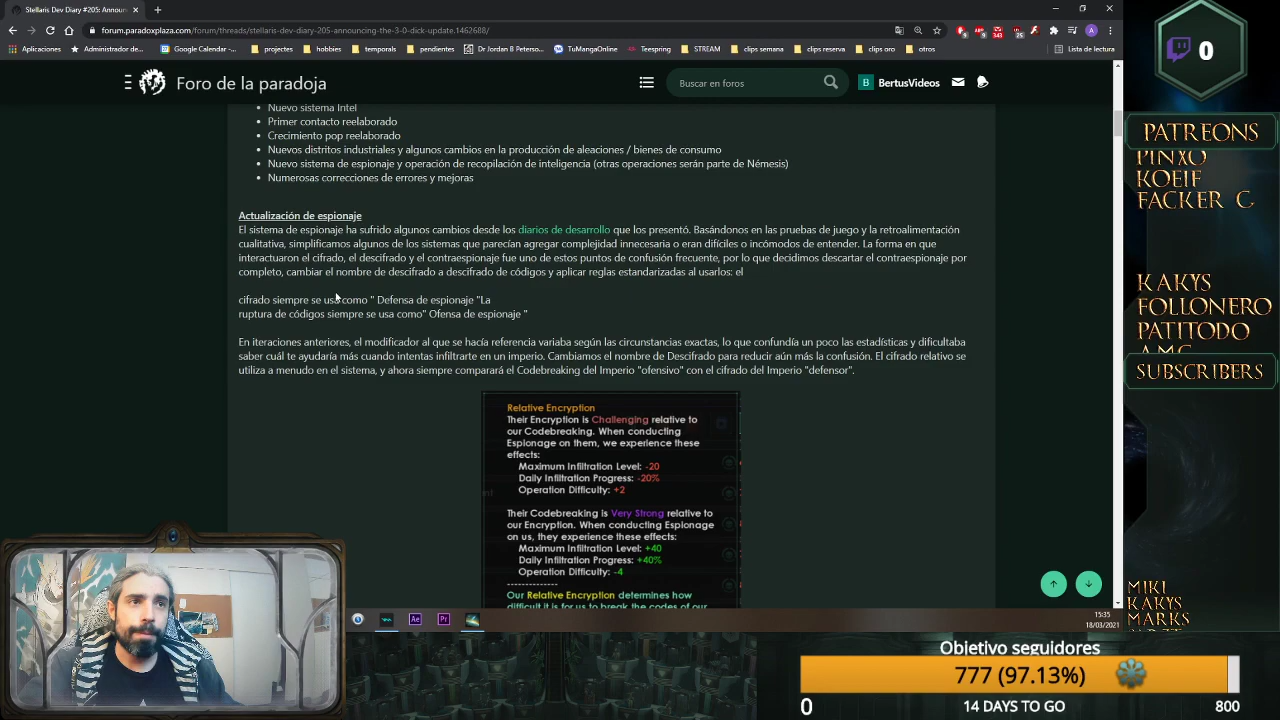 Stellaris Dev Diary #205: Announ
forum.paradoxplaza.com/forum/threads/stellaris-dev-diary-205-announcing-the-3-0-dick-update.1462688/
Aplicaciones
Administrador de...
Google Calendar -...
projectes
hobbies
temporals
pendientes
Dr Jordan B Peterso...
TuMangaOnline
Teespring
STREAM
clips semana
clips reserva
clips oro
otros
Lista de lectura
0
Foro de la paradoja
Buscar en foros
B BertusVideos
Nuevo sistema Intel
Primer contacto reelaborado
Crecimiento pop reelaborado
Nuevos distritos industriales y algunos cambios en la producción de aleaciones / bienes de consumo
Nuevo sistema de espionaje y operación de recopilación de inteligencia (otras operaciones serán parte de Némesis)
Numerosas correcciones de errores y mejoras
Actualización de espionaje
El sistema de espionaje ha sufrido algunos cambios desde los diarios de desarrollo que los presentó. Basándonos en las pruebas de juego y la retroalimentación
cualitativa, simplificamos algunos de los sistemas que parecían agregar complejidad innecesaria o eran difíciles o incómodos de entender. La forma en que
interactuaron el cifrado, el descifrado y el contraespionaje fue uno de estos puntos de confusión frecuente, por lo que decidimos descartar el contraespionaje por
completo, cambiar el nombre de descifrado a descifrado de códigos y aplicar reglas estandarizadas al usarlos: el
cifrado siempre se usa como " Defensa de espionaje "La
ruptura de códigos siempre se usa como" Ofensa de espionaje "
En iteraciones anteriores, el modificador al que se hacía referencia variaba según las circunstancias exactas, lo que confundía un poco las estadísticas y dificultaba
saber cuál te ayudaría más cuando intentas infiltrarte en un imperio. Cambiamos el nombre de Descifrado para reducir aún más la confusión. El cifrado relativo se
utiliza a menudo en el sistema, y ahora siempre comparará el Codebreaking del Imperio "ofensivo" con el cifrado del Imperio "defensor".
Relative Encryption
Their Encryption is Challenging relative to
our Codebreaking. When conducting
Espionage on them, we experience these
effects:
Maximum Infiltration Level: -20
Daily Infiltration Progress: -20%
Operation Difficulty: +2
Their Codebreaking is Very Strong relative to
our Encryption. When conducting Espionage
on us, they experience these effects:
Maximum Infiltration Level: +40
Daily Infiltration Progress: +40%
Operation Difficulty: -4
--------------
Our Relative Encryption determines how
difficult it is for us to break the codes of our
Ae
Pr
15:35
18/03/2021
PATREONS
PINXO
KOEIF
FACKER G
KAKYS
FOLLONERO
PATITODO
SUBSCRIBERS
MIKI
KAKYS
MARKS
Objetivo seguidores
777 (97.13%)
0
14 DAYS TO GO
800